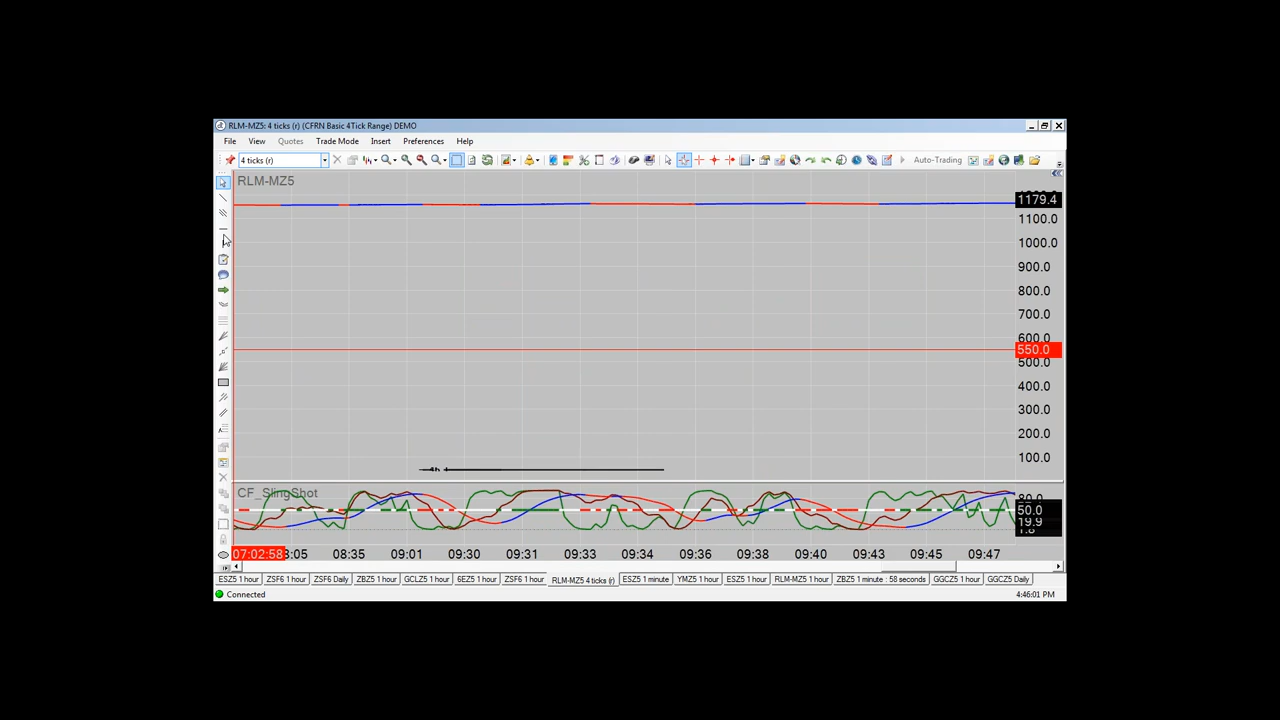 RLM-MZ5: 4 ticks (r) (CFRN Basic 4Tick Range) DEMO
File View Quotes Trade Mode Insert Preferences Help
4 ticks (r) Auto-Trading
RLM-MZ5
1179.4
1100.0
1000.0
900.0
800.0
700.0
600.0
550.0
500.0
400.0
300.0
200.0
100.0
CF_SlingShot
50.0
19.9
07:02:58 3:05 08:35 09:01 09:30 09:31 09:33 09:34 09:36 09:38 09:40 09:43 09:45 09:47
ESZ5 1 hour ZSF6 1 hour ZSF6 Daily ZBZ5 1 hour GCLZ5 1 hour 6EZ5 1 hour ZSF6 1 hour RLM-MZ5 4 ticks (r) ESZ5 1 minute YMZ5 1 hour ESZ5 1 hour RLM-MZ5 1 hour ZBZ5 1 minute : 58 seconds GGCZ5 1 hour GGCZ5 Daily
Connected 4:46:01 PM